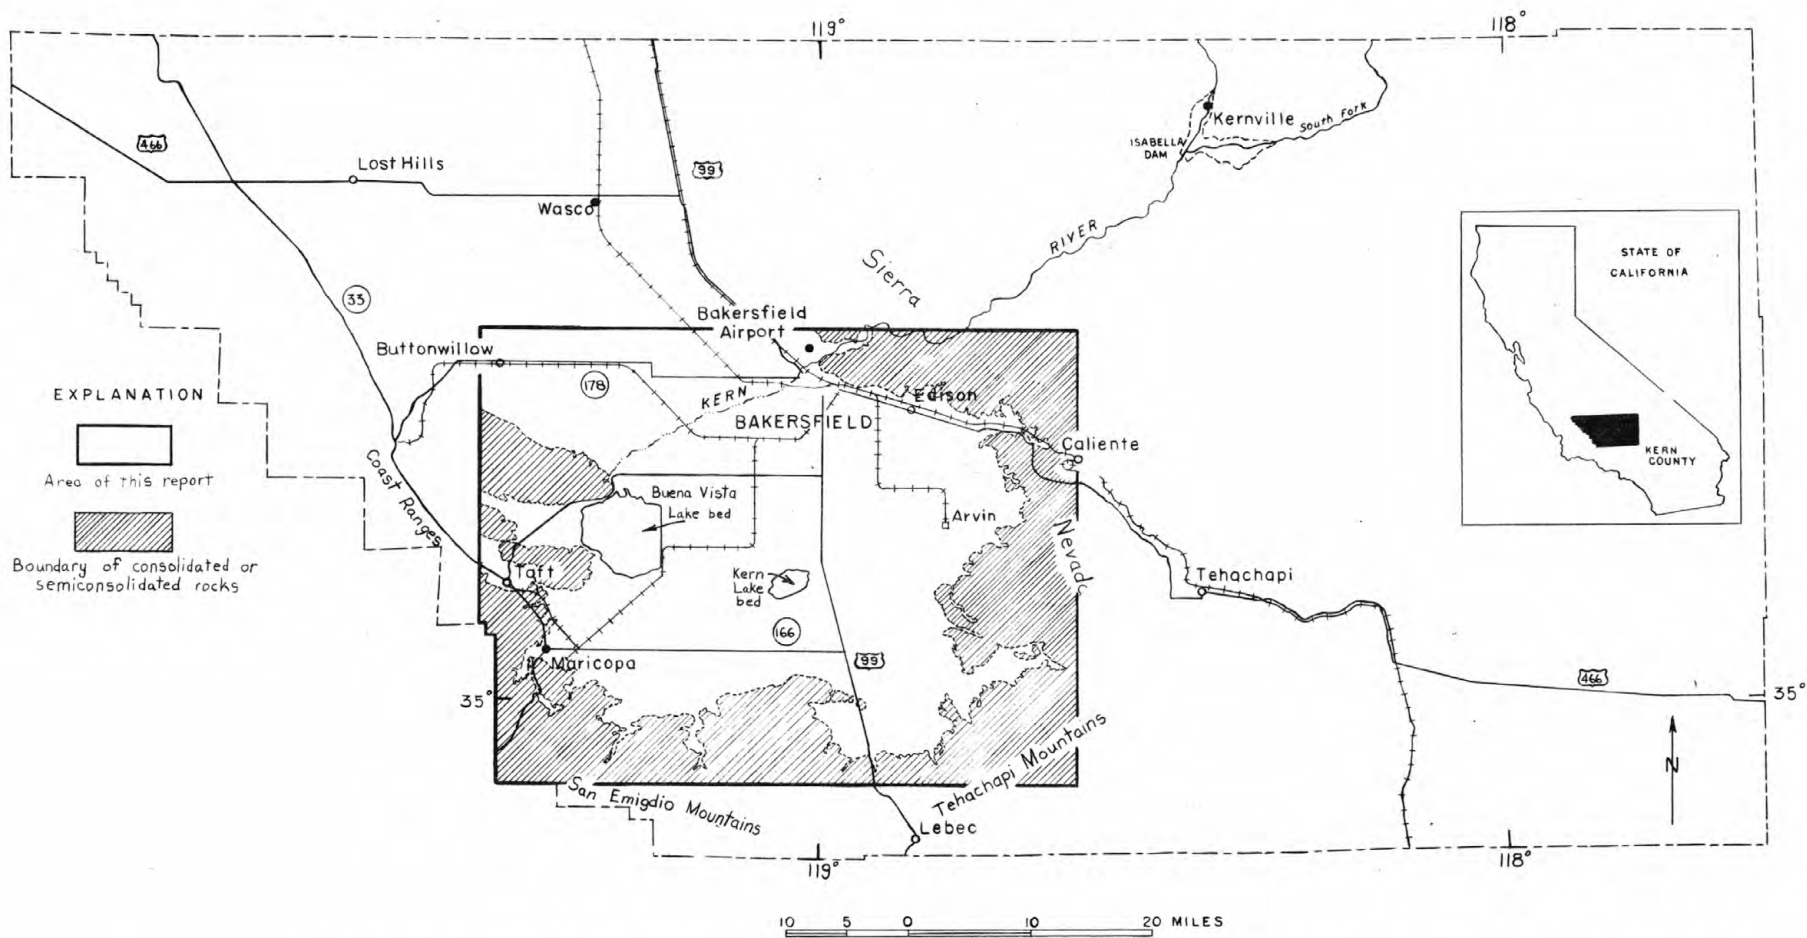 119°
118°
Kernville
South Fork
ISABELLA
DAM
466
Lost Hills
99
Wasco
RIVER
Sierra
STATE OF
CALIFORNIA
33
Bakersfield
Airport
Buttonwillow
178
KERN
Edison
BAKERSFIELD
EXPLANATION
Area of this report
Boundary of consolidated or
semiconsolidated rocks
Caliente
KERN
COUNTY
Coast Ranges
Buena Vista
Lake bed
Arvin
Nevada
Taft
Kern
Lake
bed
Tehachapi
166
Maricopa
99
466
35°
35°
N
Tehachapi Mountains
San Emigdio Mountains
Lebec
119°
118°
10 5 0 10 20 MILES